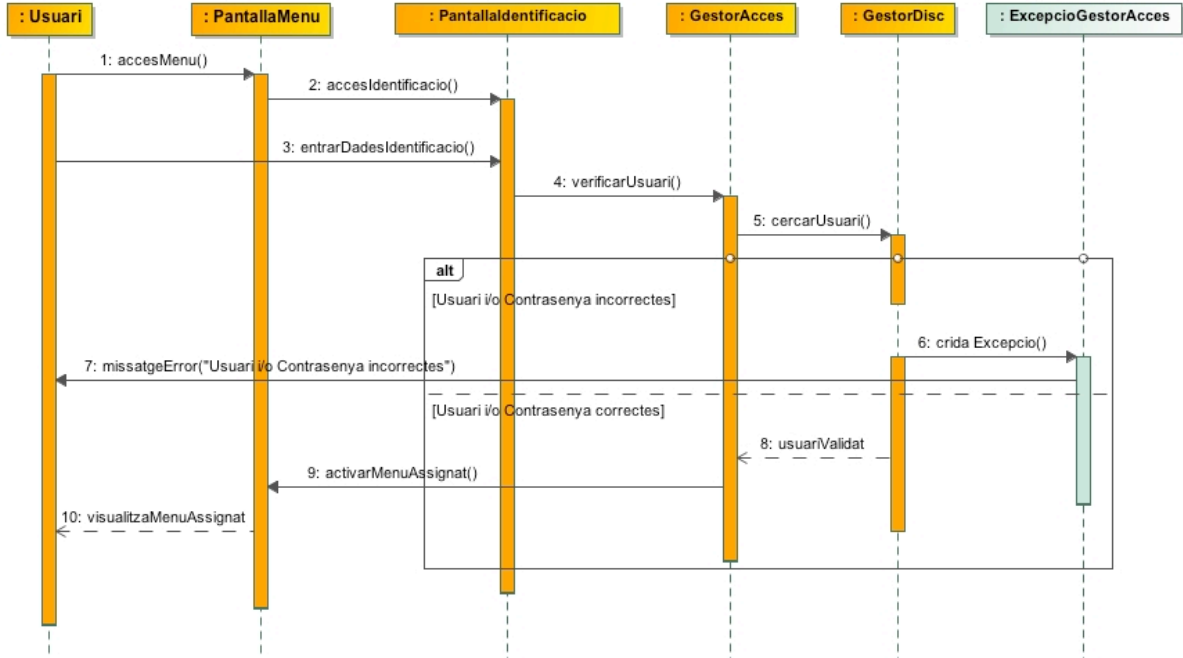 : Usuari
: PantallaMenu
: PantallaIdentificacio
: GestorAcces
: GestorDisc
: ExcepcioGestorAcces
1: accesMenu()
2: accesIdentificacio()
3: entrarDadesIdentificacio()
4: verificarUsuari()
5: cercarUsuari()
alt
[Usuari i/o Contrasenya incorrectes]
6: crida Excepcio()
7: missatgeError("Usuari i/o Contrasenya incorrectes")
[Usuari i/o Contrasenya correctes]
8: usuariValidat
9: activarMenuAssignat()
10: visualitzaMenuAssignat